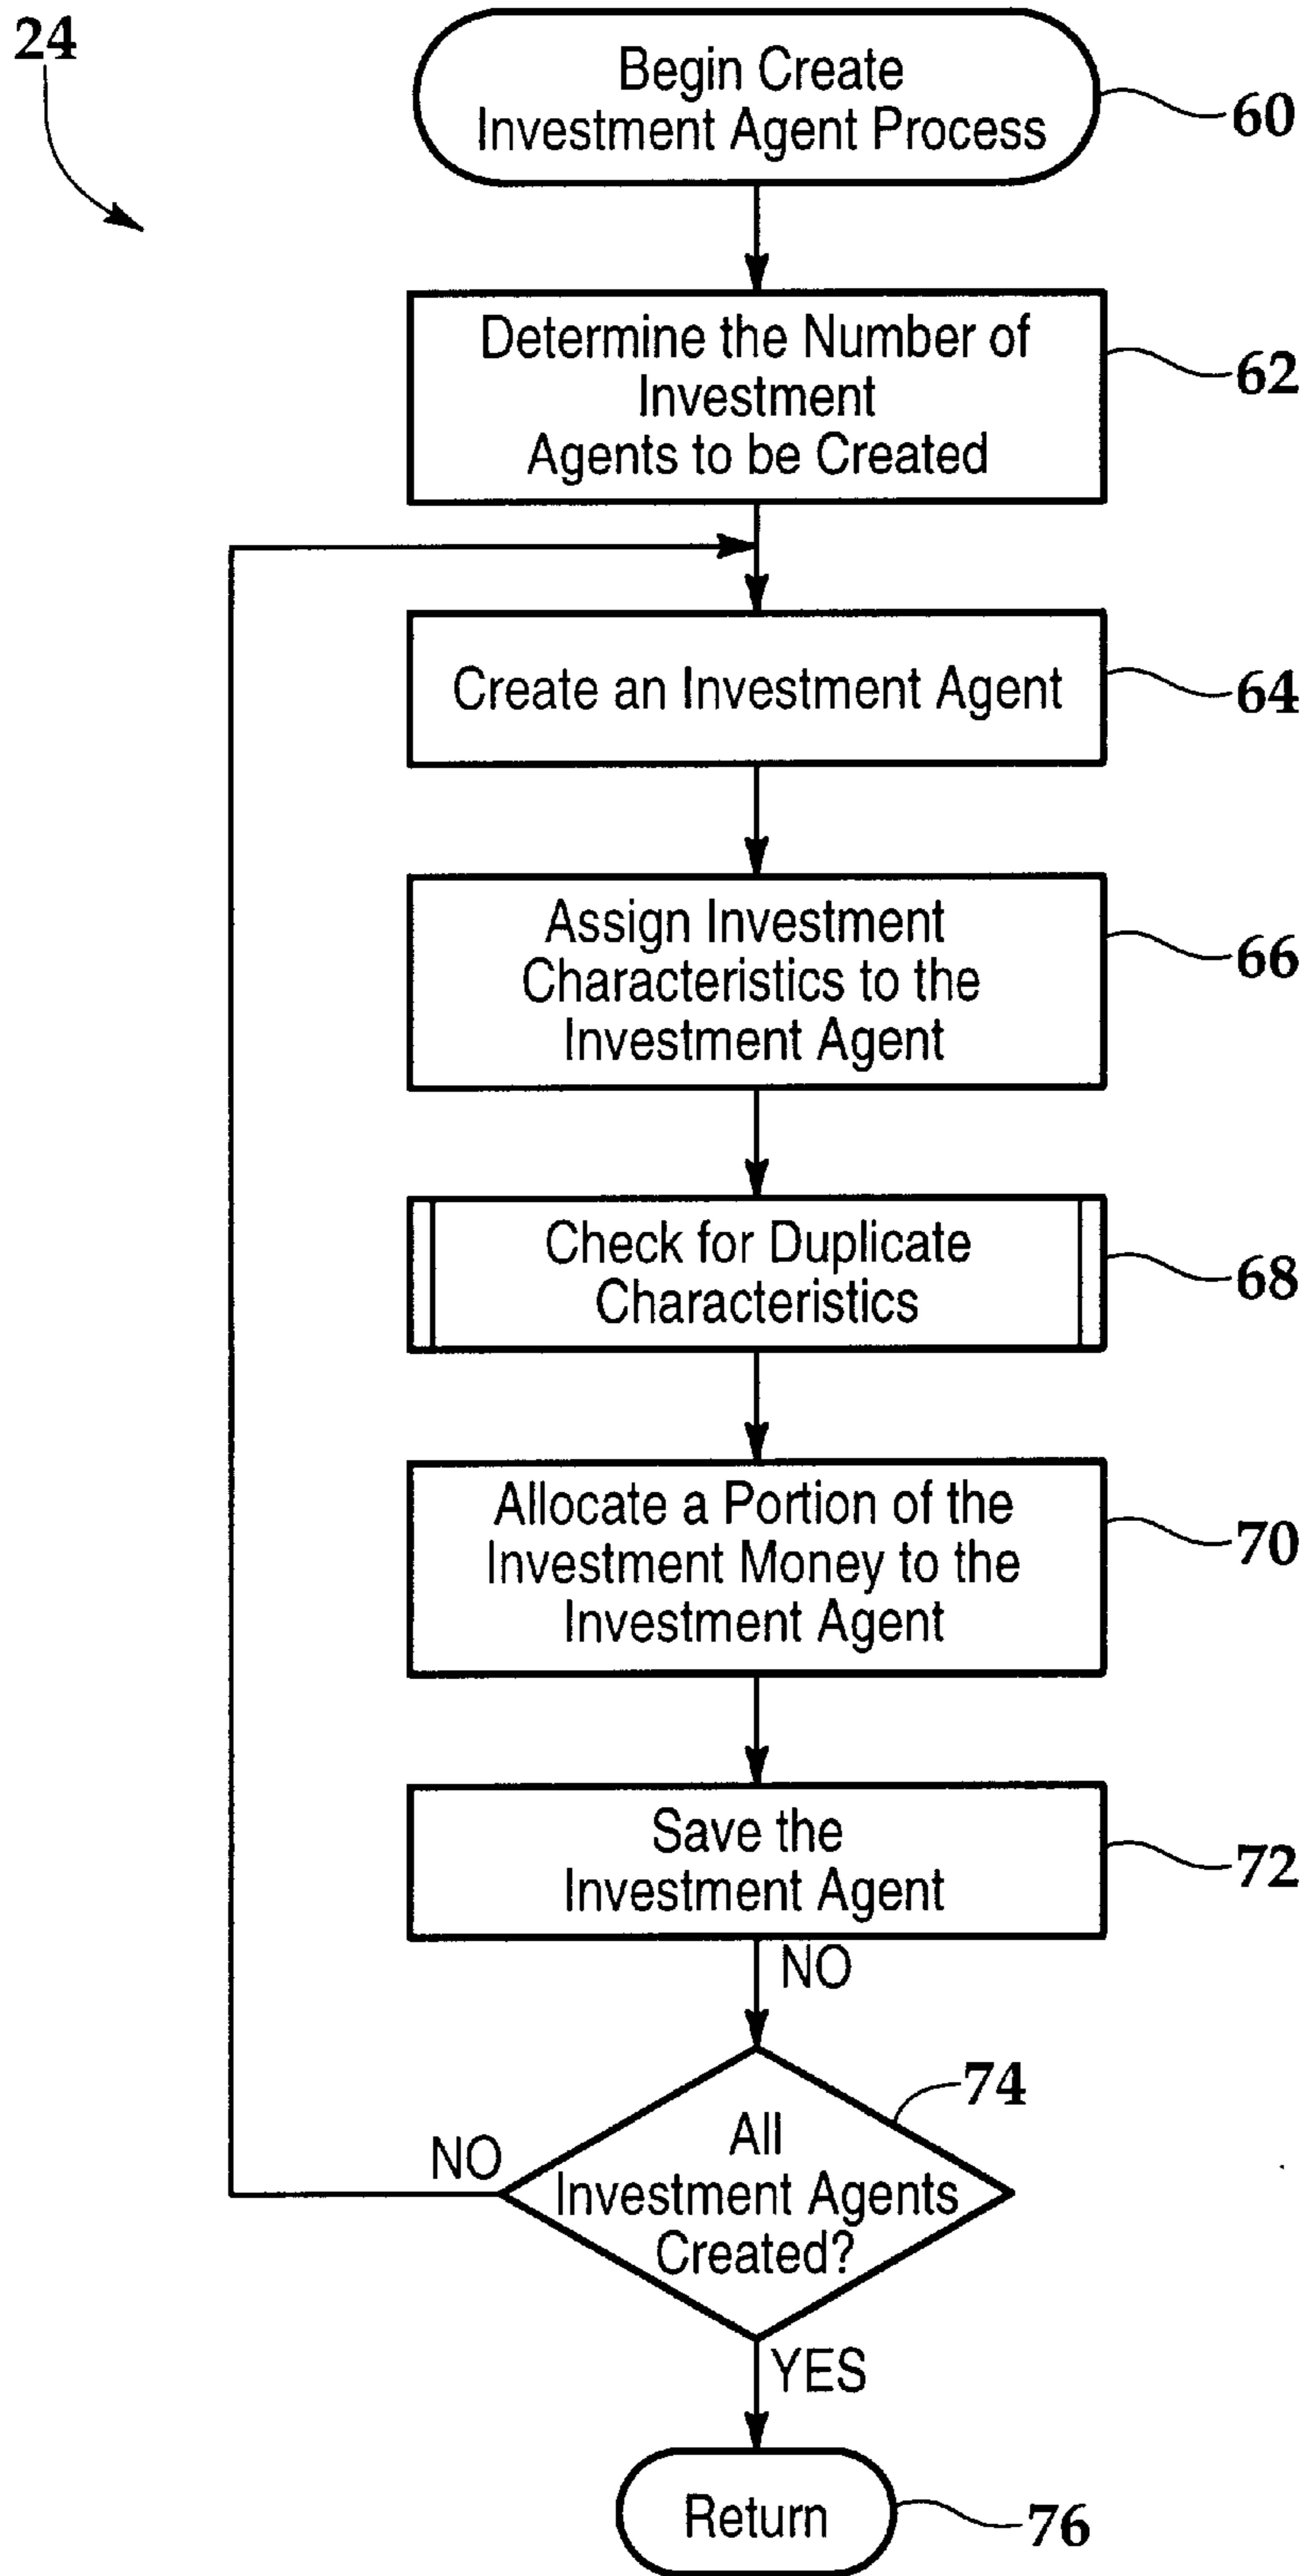 24
Begin Create
Investment Agent Process
60
Determine the Number of
Investment
Agents to be Created
62
Create an Investment Agent
64
Assign Investment
Characteristics to the
Investment Agent
66
Check for Duplicate
Characteristics
68
Allocate a Portion of the
Investment Money to the
Investment Agent
70
Save the
Investment Agent
72
NO
74
All
Investment Agents
Created?
NO
YES
Return
76